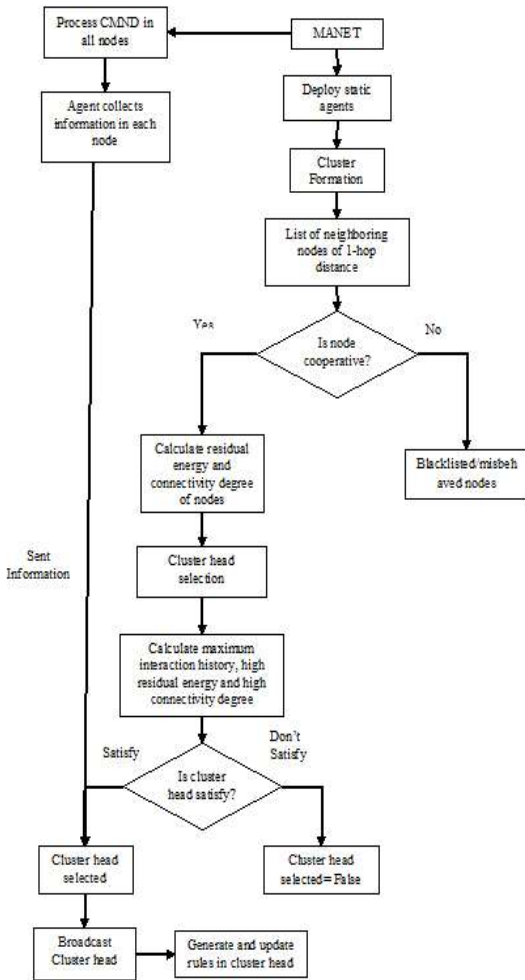 Process CMND in
all nodes
MANET
Agent collects
information in each
node
Deploy static
agents
Cluster
Formation
List of neighboring
nodes of 1-hop
distance
Yes
No
Is node
cooperative?
Calculate residual
energy and
connectivity degree
of nodes
Blacklisted/misbeh
aved nodes
Sent
Information
Cluster head
selection
Calculate maximum
interaction history, high
residual energy and high
connectivity degree
Satisfy
Don't
Satisfy
Is cluster
head satisfy?
Cluster head
selected
Cluster head
selected=False
Broadcast
Cluster head
Generate and update
rules in cluster head